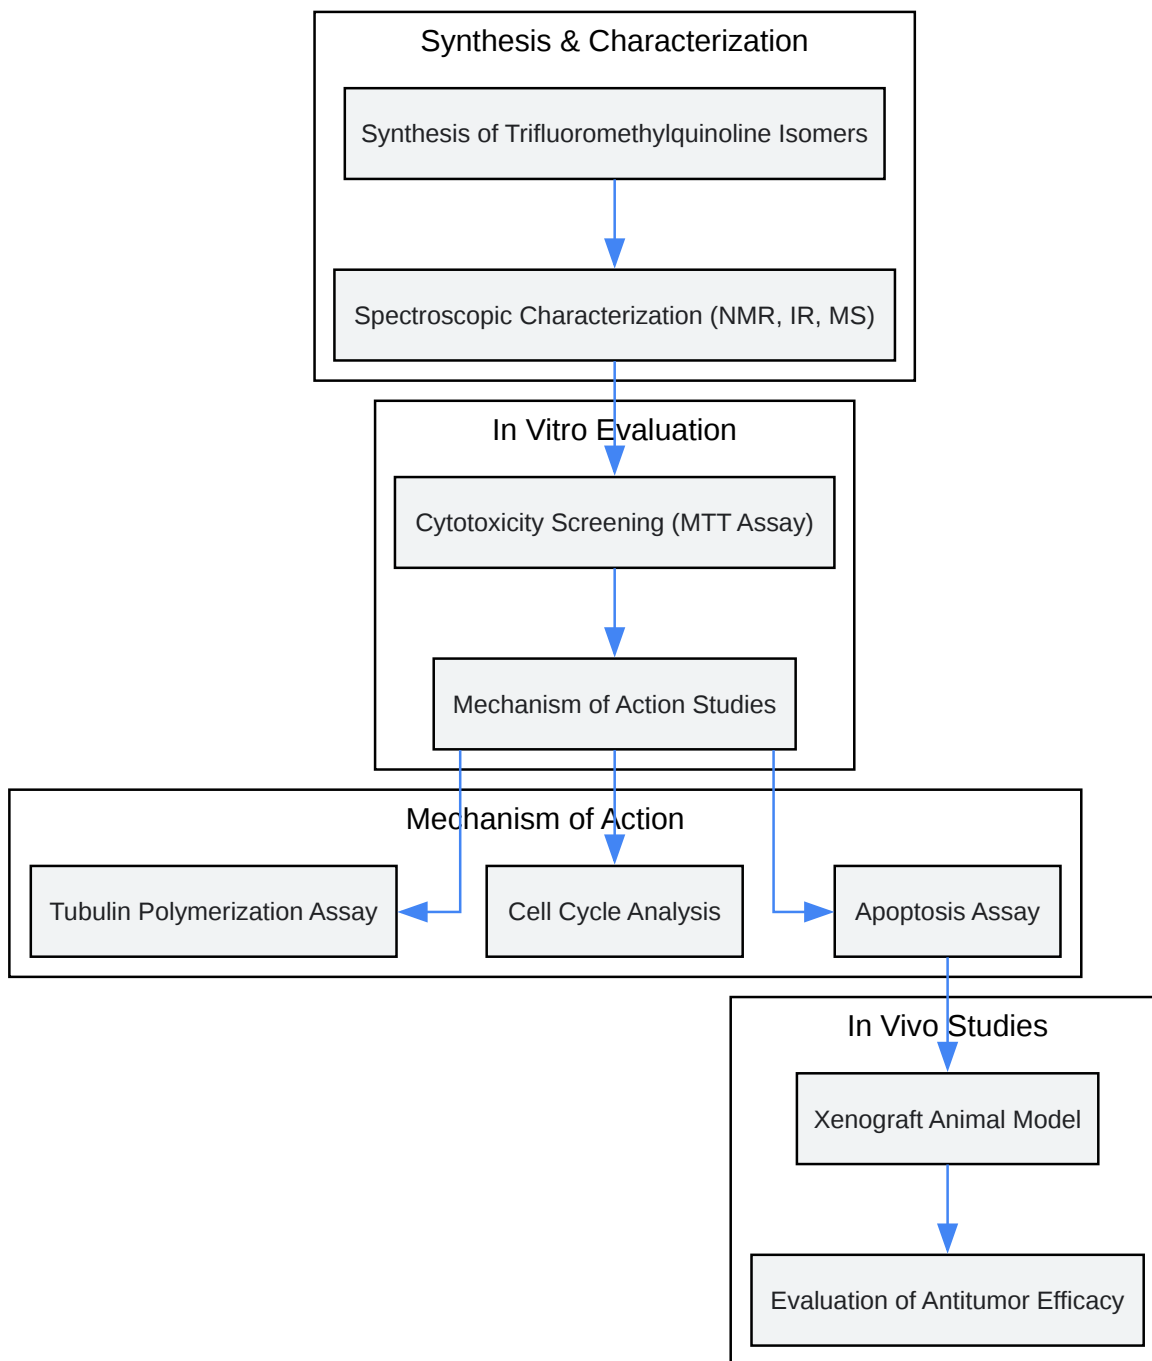 Synthesis & Characterization
Synthesis of Trifluoromethylquinoline Isomers
Spectroscopic Characterization (NMR, IR, MS)
In Vitro Evaluation
Cytotoxicity Screening (MTT Assay)
Mechanism of Action Studies
Mechanism of Action
Tubulin Polymerization Assay
Cell Cycle Analysis
Apoptosis Assay
In Vivo Studies
Xenograft Animal Model
Evaluation of Antitumor Efficacy